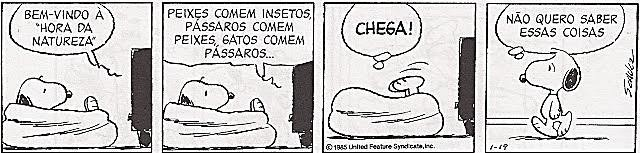 BEM-VINDO À
"HORA DA
NATUREZA"
PEIXES COMEM INSETOS,
PÁSSAROS COMEM
PEIXES, GATOS COMEM
PÁSSAROS...
CHEGA!
© 1985 United Feature Syndicate, Inc.
NÃO QUERO SABER
ESSAS COISAS
SCHULZ
1-19